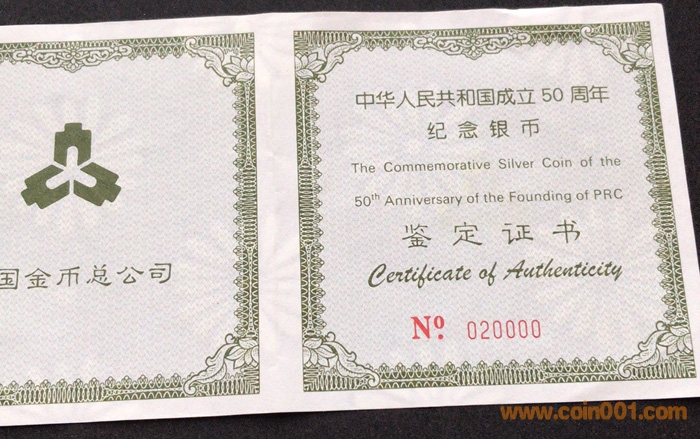 国金币总公司
中华人民共和国成立50周年
纪念银币
The Commemorative Silver Coin of the
50th Anniversary of the Founding of PRC
鉴定证书
Certificate of Authenticity
Nº 020000
www.coin001.com